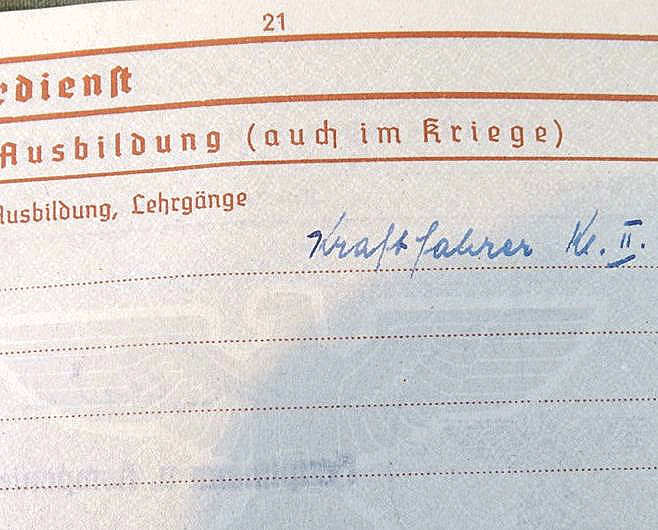 21
edienst
Ausbildung (auch im Kriege)
Ausbildung, Lehrgänge
Kraftfahrer Kl. II.